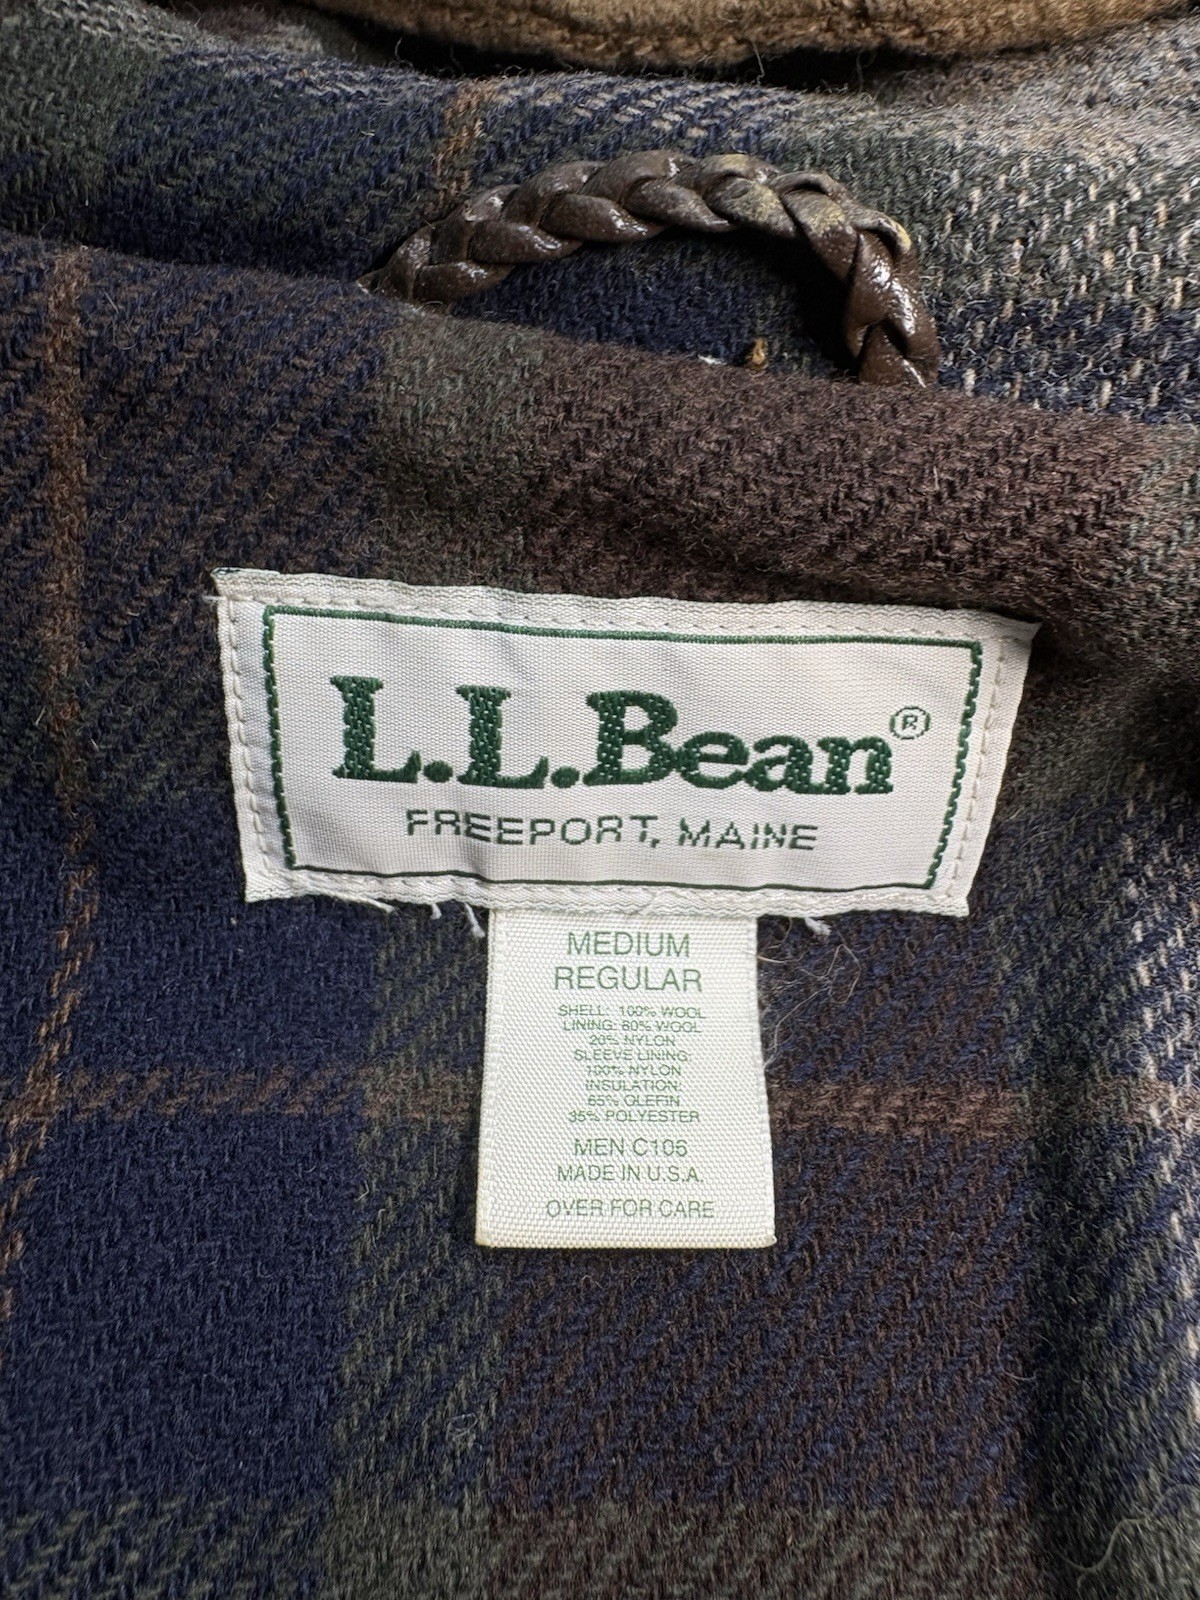 L.L.Bean®
FREEPORT, MAINE
MEDIUM
REGULAR
SHELL: 100% WOOL
LINING: 80% WOOL
20% NYLON
SLEEVE LINING:
100% NYLON
INSULATION:
65% OLEFIN
35% POLYESTER
MEN C106
MADE IN U.S.A.
OVER FOR CARE